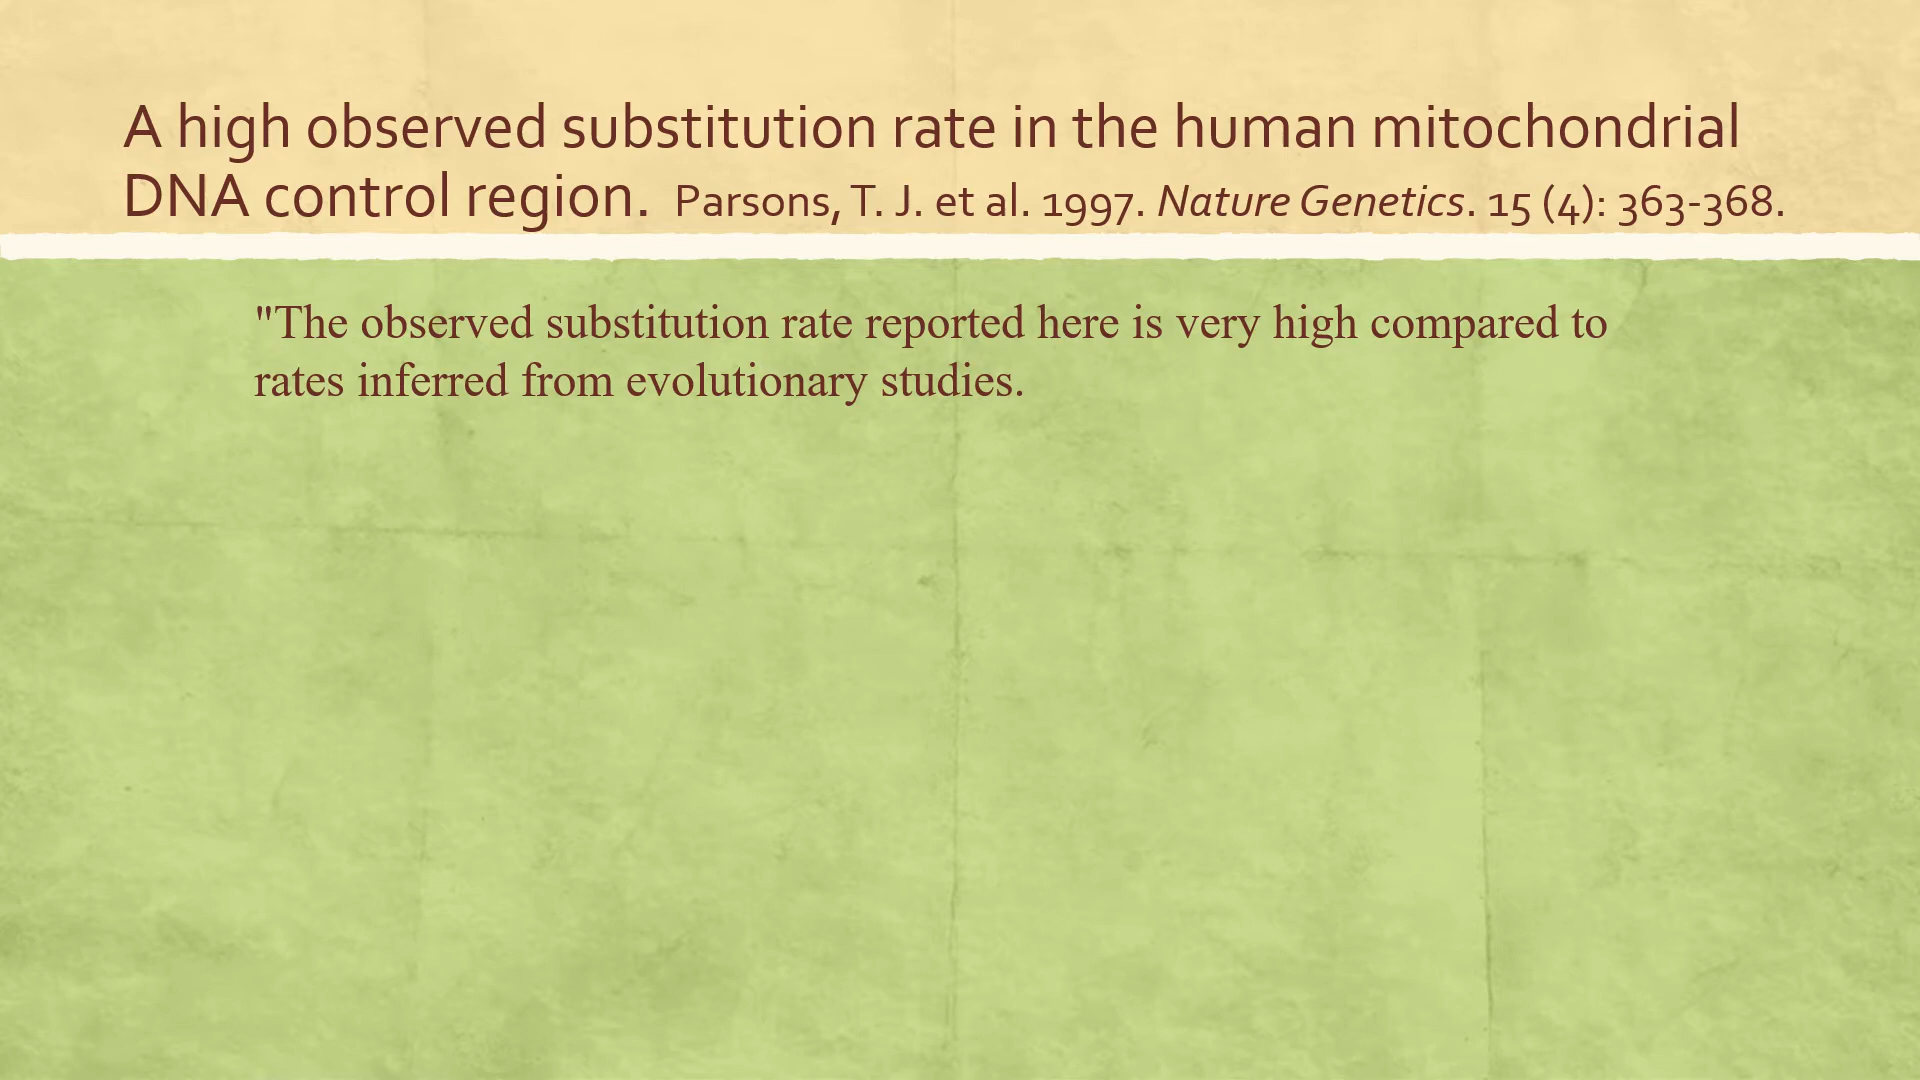 A high observed substitution rate in the human mitochondrial
DNA control region. Parsons, T. J. et al. 1997. Nature Genetics. 15 (4): 363-368.
"The observed substitution rate reported here is very high compared to
rates inferred from evolutionary studies.